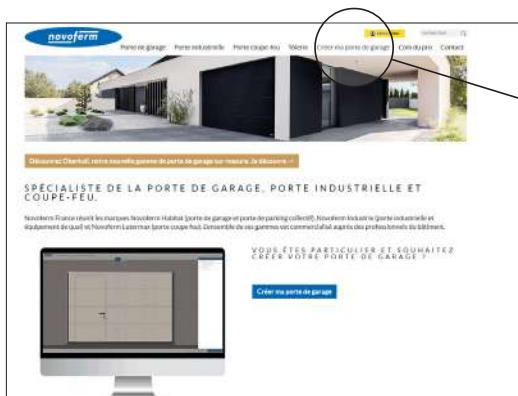 novoferm
Porte de garage Porte industrielle Porte coupe-feu Tôlerie Créer ma porte de garage Coin du pro Contact
Découvrez Oberkail, notre nouvelle gamme de porte de garage sur-mesure. Je découvre →
SPÉCIALISTE DE LA PORTE DE GARAGE, PORTE INDUSTRIELLE ET
COUPE-FEU.
Novoferm France réunit les marques Novoferm Habitat (porte de garage et porte de parking collectif), Novoferm Industrie (porte industrielle et
équipement de quai) et Novoferm Lutermax (porte coupe feu). L'ensemble de ses gammes est commercialisé auprès des professionnels du bâtiment.
VOUS ÊTES PARTICULIER ET SOUHAITEZ
CRÉER VOTRE PORTE DE GARAGE ?
Créer ma porte de garage